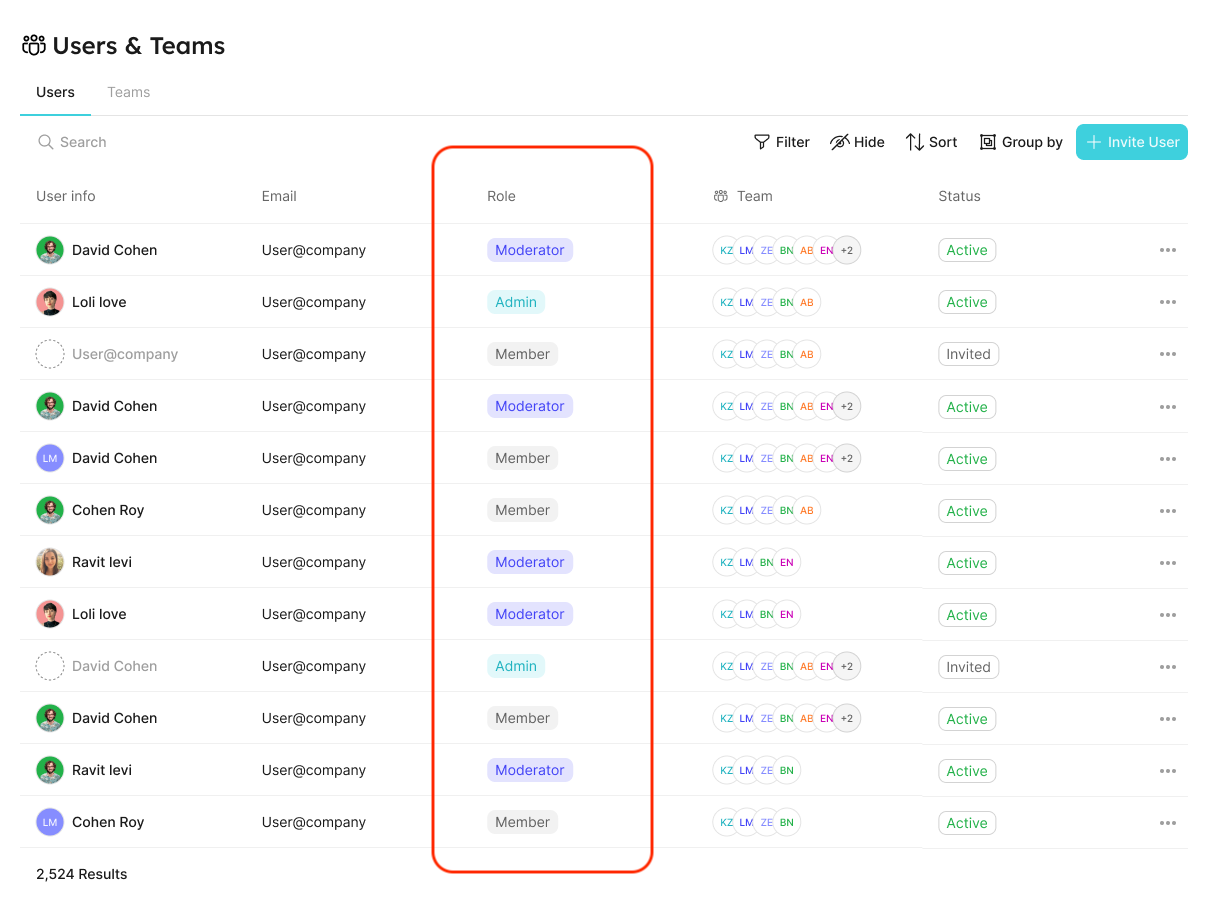 Users & Teams
Users Teams
Search Filter Hide Sort Group by Invite User
User info Email Role Team Status
David Cohen User@company Moderator KZ LM ZE BN AB EN +2 Active
Loli love User@company Admin KZ LM ZE BN AB Active
User@company User@company Member KZ LM ZE BN AB Invited
David Cohen User@company Moderator KZ LM ZE BN AB EN +2 Active
LM David Cohen User@company Member KZ LM ZE BN AB EN +2 Active
Cohen Roy User@company Member KZ LM ZE BN AB Active
Ravit levi User@company Moderator KZ LM BN EN Active
Loli love User@company Moderator KZ LM BN EN Active
David Cohen User@company Admin KZ LM ZE BN AB EN +2 Invited
David Cohen User@company Member KZ LM ZE BN AB EN +2 Active
Ravit levi User@company Moderator KZ LM ZE BN Active
LM Cohen Roy User@company Member KZ LM ZE BN Active
2,524 Results